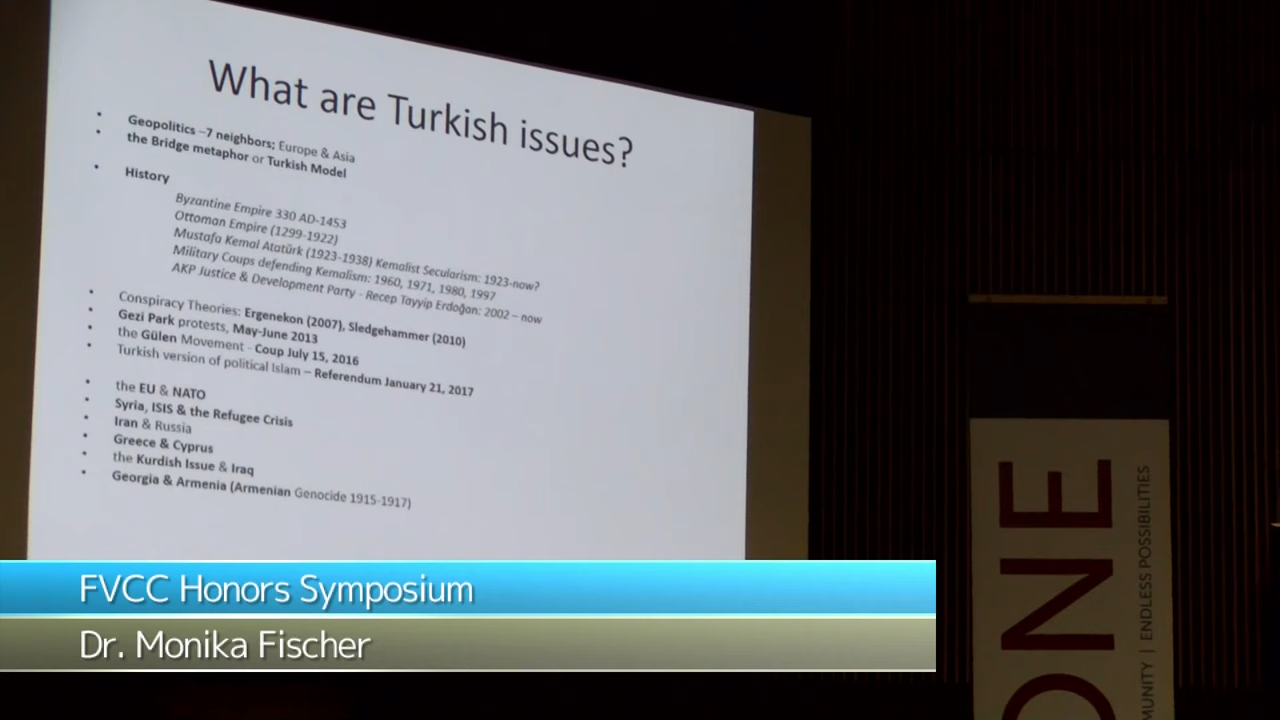 What are Turkish issues?
• Geopolitics –7 neighbors; Europe & Asia
• the Bridge metaphor or Turkish Model
• History
Byzantine Empire 330 AD-1453
Ottoman Empire (1299-1922)
Mustafa Kemal Atatürk (1923-1938) Kemalist Secularism: 1923-now?
Military Coups defending Kemalism: 1960, 1971, 1980, 1997
AKP Justice & Development Party - Recep Tayyip Erdoğan: 2002 – now
• Conspiracy Theories: Ergenekon (2007), Sledgehammer (2010)
• Gezi Park protests, May-June 2013
• the Gülen Movement - Coup July 15, 2016
• Turkish version of political Islam – Referendum January 21, 2017
• the EU & NATO
• Syria, ISIS & the Refugee Crisis
• Iran & Russia
• Greece & Cyprus
• the Kurdish Issue & Iraq
• Georgia & Armenia (Armenian Genocide 1915-1917)
FVCC Honors Symposium
Dr. Monika Fischer
ONE
MUNITY | ENDLESS POSSIBILITIES